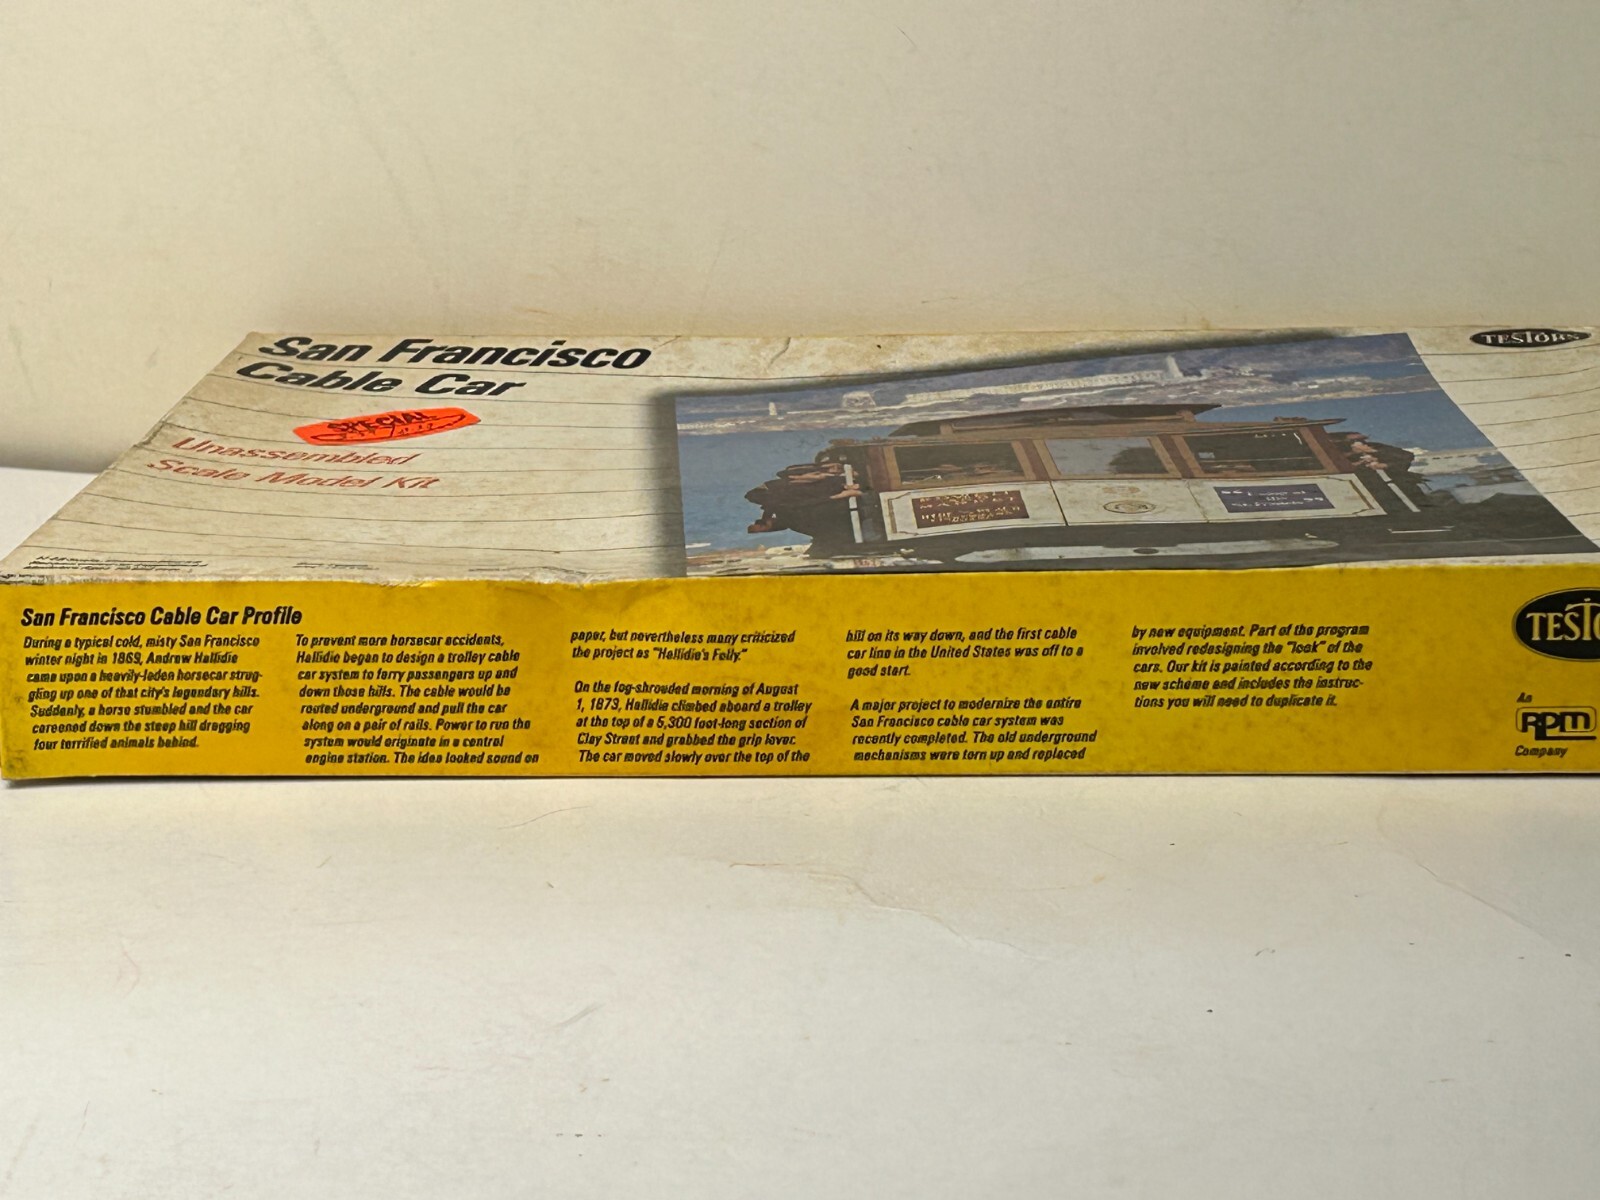 San Francisco
Cable Car
TESTORS
SPECIAL
Unassembled
Scale Model Kit
San Francisco Cable Car Profile
During a typical cold, misty San Francisco
winter night in 1869, Andrew Hallidie
came upon a heavily-laden horsecar strug-
gling up one of that city's legendary hills.
Suddenly, a horse stumbled and the car
careened down the steep hill dragging
four terrified animals behind.
To prevent more horsecar accidents,
Hallidie began to design a trolley cable
car system to ferry passengers up and
down those hills. The cable would be
routed underground and pull the car
along on a pair of rails. Power to run the
system would originate in a central
engine station. The idea looked sound on
paper, but nevertheless many criticized
the project as "Hallidie's Folly."
On the fog-shrouded morning of August
1, 1873, Hallidie climbed aboard a trolley
at the top of a 5,300 foot-long section of
Clay Street and grabbed the grip lever.
The car moved slowly over the top of the
hill on its way down, and the first cable
car line in the United States was off to a
good start.
A major project to modernize the entire
San Francisco cable car system was
recently completed. The old underground
mechanisms were torn up and replaced
by new equipment. Part of the program
involved redesigning the "look" of the
cars. Our kit is painted according to the
new scheme and includes the instruc-
tions you will need to duplicate it.
TESTO
An
RPM
Company